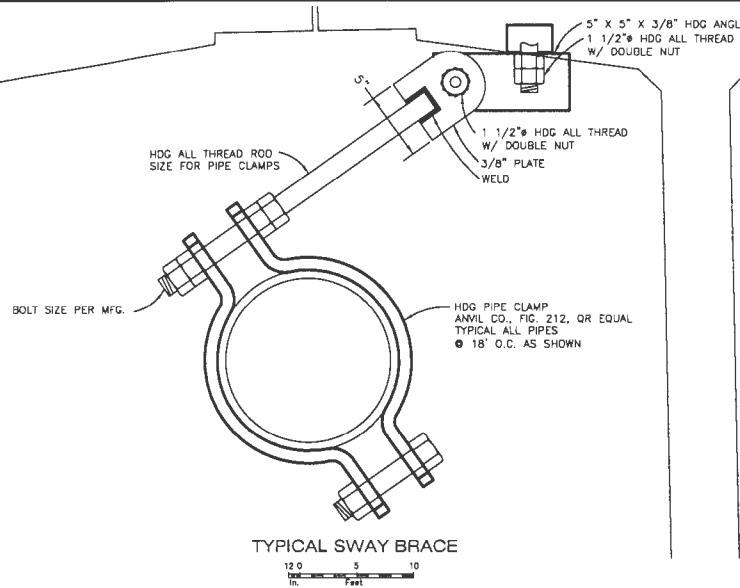 5" X 5" X 3/8" HDG ANGL
1 1/2"ø HDG ALL THREAD
W/ DOUBLE NUT
5"
1 1/2"ø HDG ALL THREAD
W/ DOUBLE NUT
3/8" PLATE
WELD
HDG ALL THREAD ROD
SIZE FOR PIPE CLAMPS
BOLT SIZE PER MFG.
HDG PIPE CLAMP
ANVIL CO., FIG. 212, OR EQUAL
TYPICAL ALL PIPES
@ 18' O.C. AS SHOWN
TYPICAL SWAY BRACE
12 0 5 10
In. Feet